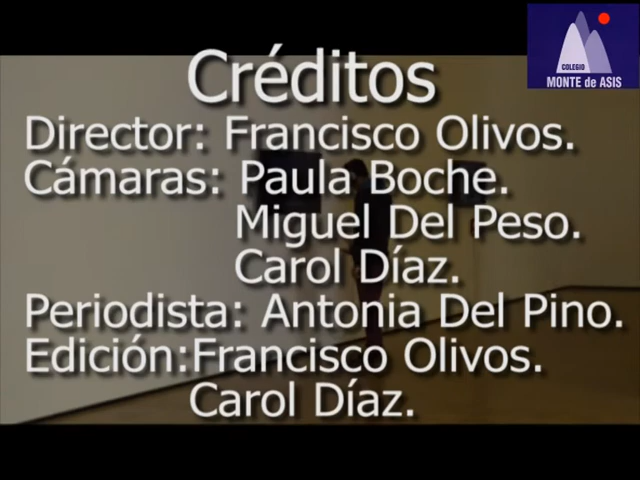 Créditos
COLEGIO
MONTE de ASIS
Director: Francisco Olivos.
Cámaras: Paula Boche.
Miguel Del Peso.
Carol Díaz.
Periodista: Antonia Del Pino.
Edición:Francisco Olivos.
Carol Díaz.